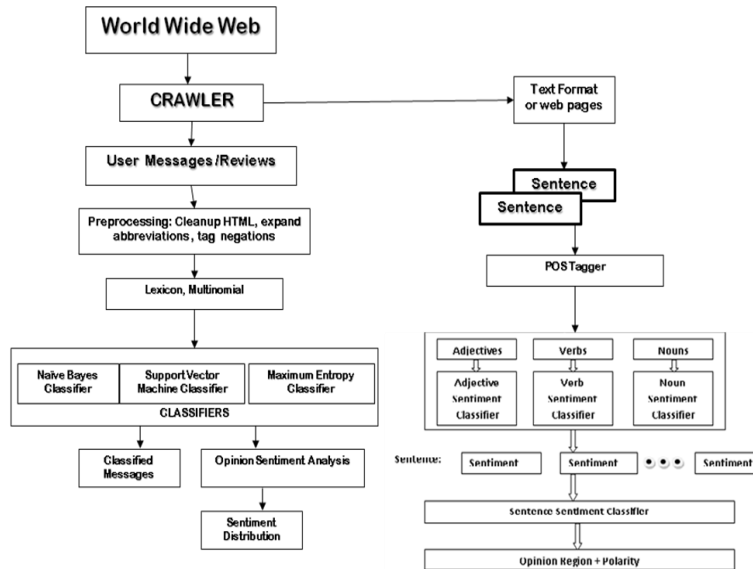 World Wide Web
CRAWLER
User Messages/Reviews
Preprocessing: Cleanup HTML, expand
abbreviations, tag negations
Lexicon, Multinomial
Naïve Bayes
Classifier
Support Vector
Machine Classifier
Maximum Entropy
Classifier
CLASSIFIERS
Classified
Messages
Opinion Sentiment Analysis
Sentiment
Distribution
Text Format
or web pages
Sentence
Sentence
POS Tagger
Adjectives
Verbs
Nouns
Adjective
Sentiment
Classifier
Verb
Sentiment
Classifier
Noun
Sentiment
Classifier
Sentence:
Sentiment
Sentiment
Sentiment
Sentence Sentiment Classifier
Opinion Region + Polarity